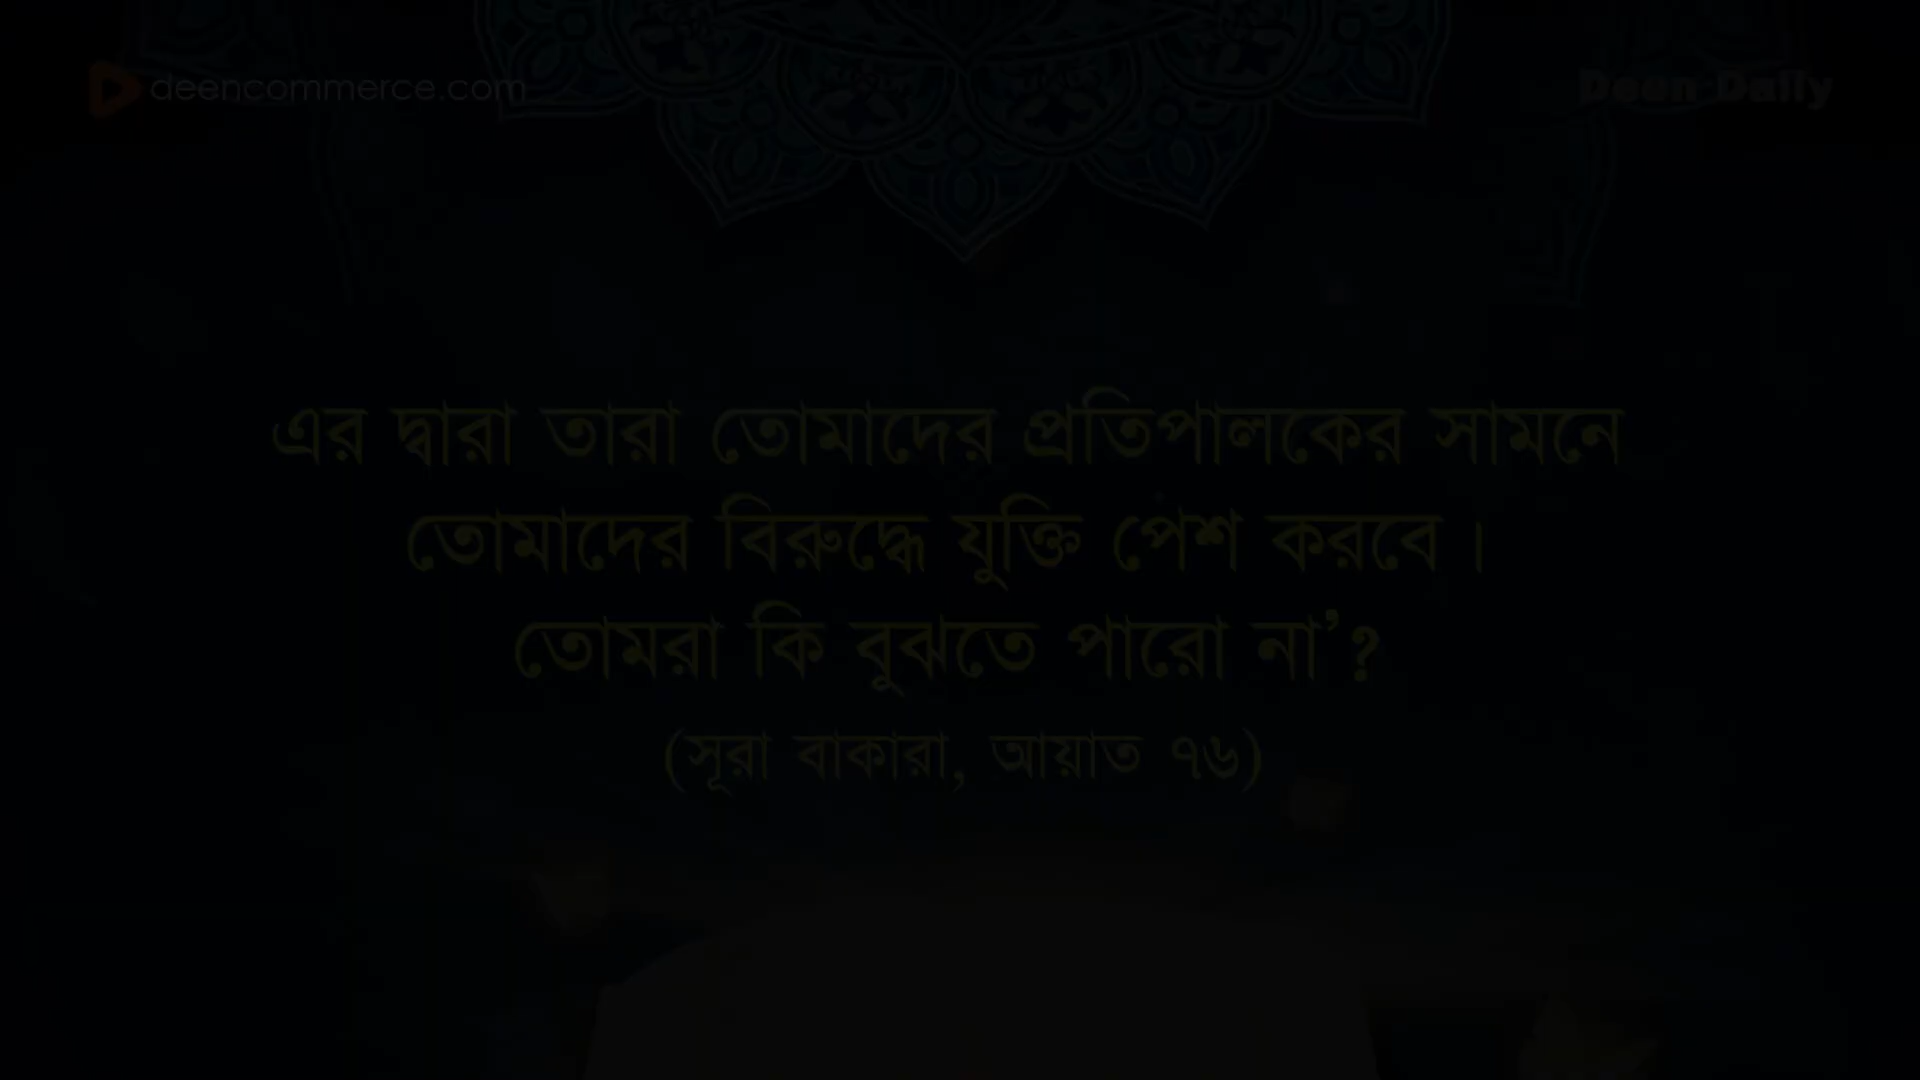 deencommerce.com
Deen Daily
এর দ্বারা তারা তোমাদের প্রতিপালকের সামনে
তোমাদের বিরুদ্ধে যুক্তি পেশ করবে।
তোমরা কি বুঝতে পারো না’?
(সূরা বাকারা, আয়াত ৭৬)